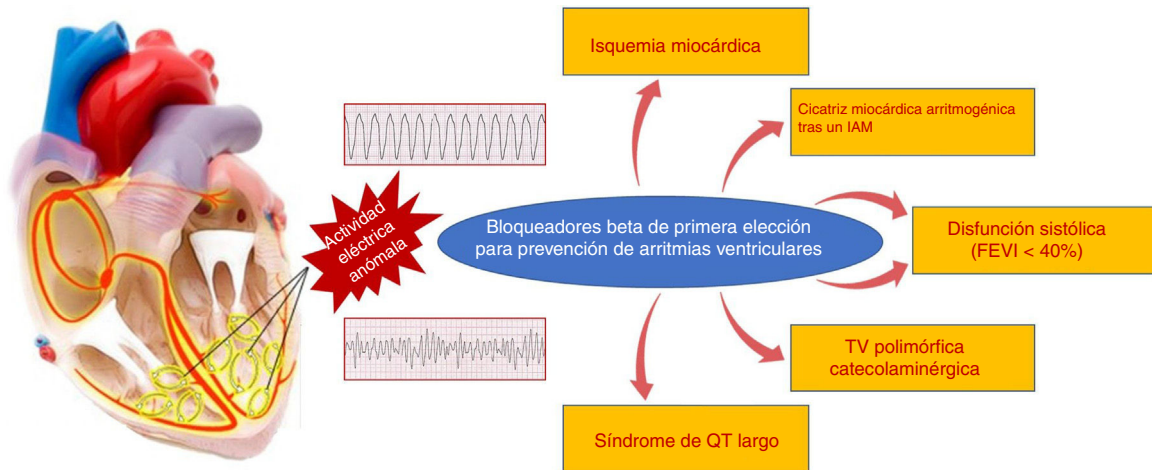 Isquemia miocárdica
Cicatriz miocárdica arritmogénica
tras un IAM
Actividad
eléctrica
anómala
Bloqueadores beta de primera elección
para prevención de arritmias ventriculares
Disfunción sistólica
(FEVI < 40%)
TV polimórfica
catecolaminérgica
Síndrome de QT largo